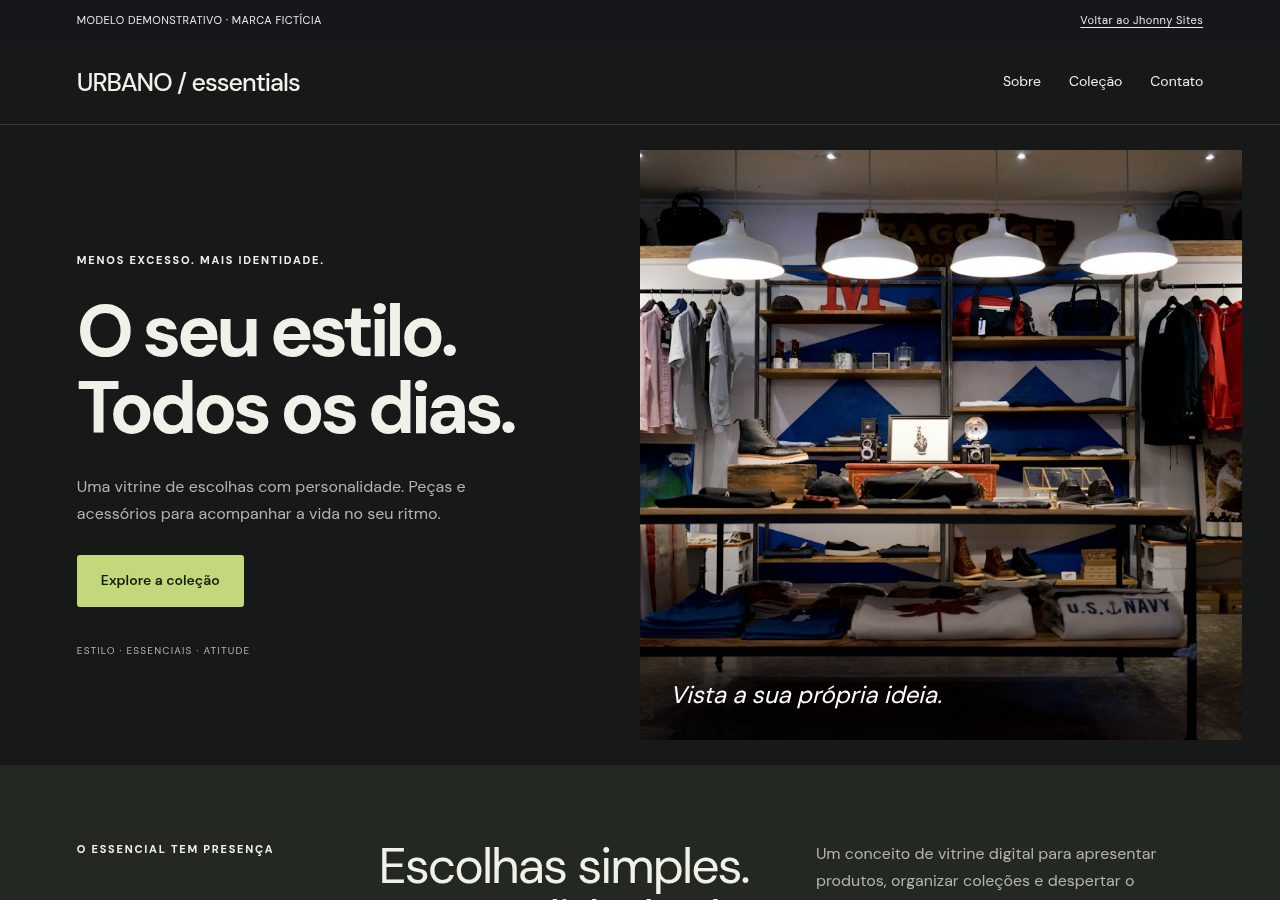 MODELO DEMONSTRATIVO · MARCA FICTÍCIA
Voltar ao Jhonny Sites
URBANO / essentials
Sobre
Coleção
Contato
MENOS EXCESSO. MAIS IDENTIDADE.
O seu estilo.
Todos os dias.
Uma vitrine de escolhas com personalidade. Peças e
acessórios para acompanhar a vida no seu ritmo.
Explore a coleção
ESTILO · ESSENCIAIS · ATITUDE
BAGGAGE
M
U.S. NAVY
Vista a sua própria ideia.
O ESSENCIAL TEM PRESENÇA
Escolhas simples.
Um conceito de vitrine digital para apresentar
produtos, organizar coleções e despertar o